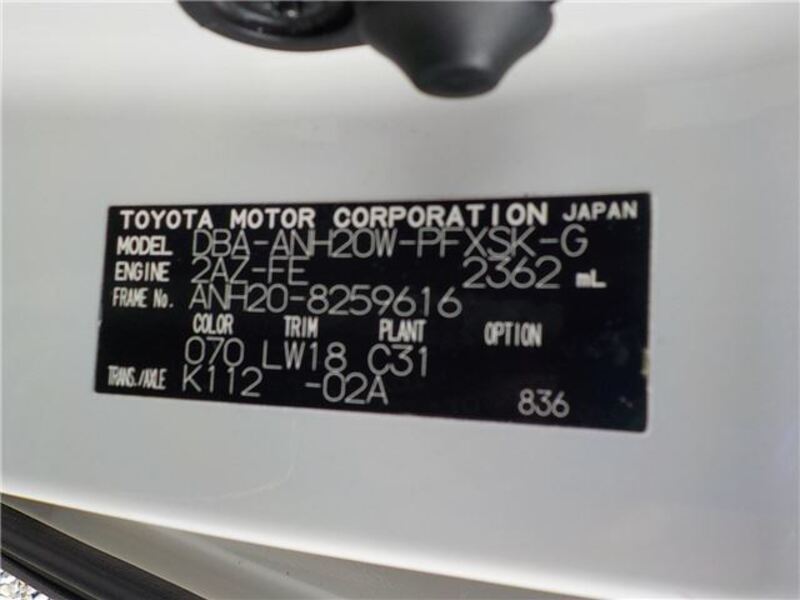 TOYOTA MOTOR CORPORATION JAPAN
MODEL DBA-ANH20W-PFXSK-G
ENGINE 2AZ-FE 2362 mL
FRAME No. ANH20-8259616
COLOR TRIM PLANT OPTION
070 LW18 C31
TRANS./AXLE K112 -02A 836